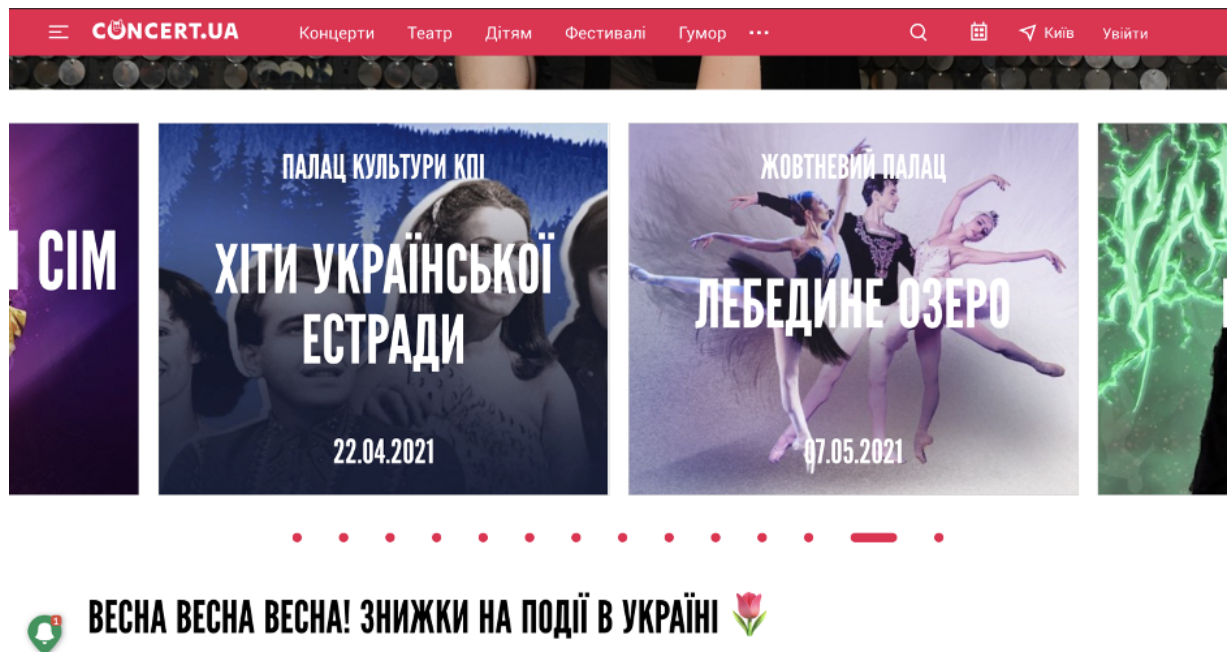 CONCERT.UA
Концерти
Театр
Дітям
Фестивалі
Гумор
Київ
Увійти
СІМ
ПАЛАЦ КУЛЬТУРИ КПІ
ХІТИ УКРАЇНСЬКОЇ
ЕСТРАДИ
22.04.2021
ЖОВТНЕВИЙ ПАЛАЦ
ЛЕБЕДИНЕ ОЗЕРО
07.05.2021
1
ВЕСНА ВЕСНА ВЕСНА! ЗНИЖКИ НА ПОДІЇ В УКРАЇНІ 🌷